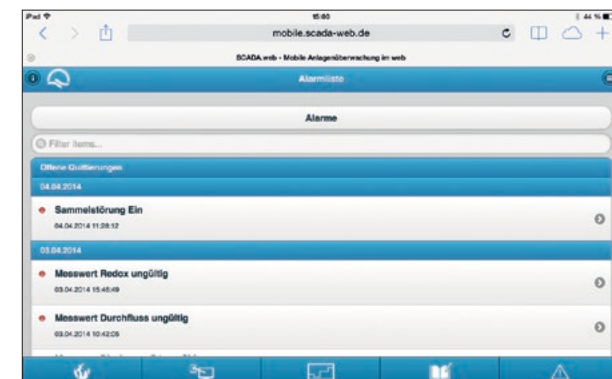 iPad 15:00 44 %
mobile.scada-web.de
SCADA.web - Mobile Anlagenüberwachung im web
Alarmliste
Alarme
Filter items...
Offene Quittierungen
04.04.2014
Sammelstörung Ein
04.04.2014 11:28:12
03.04.2014
Messwert Redox ungültig
03.04.2014 15:45:49
Messwert Durchfluss ungültig
03.04.2014 10:42:05